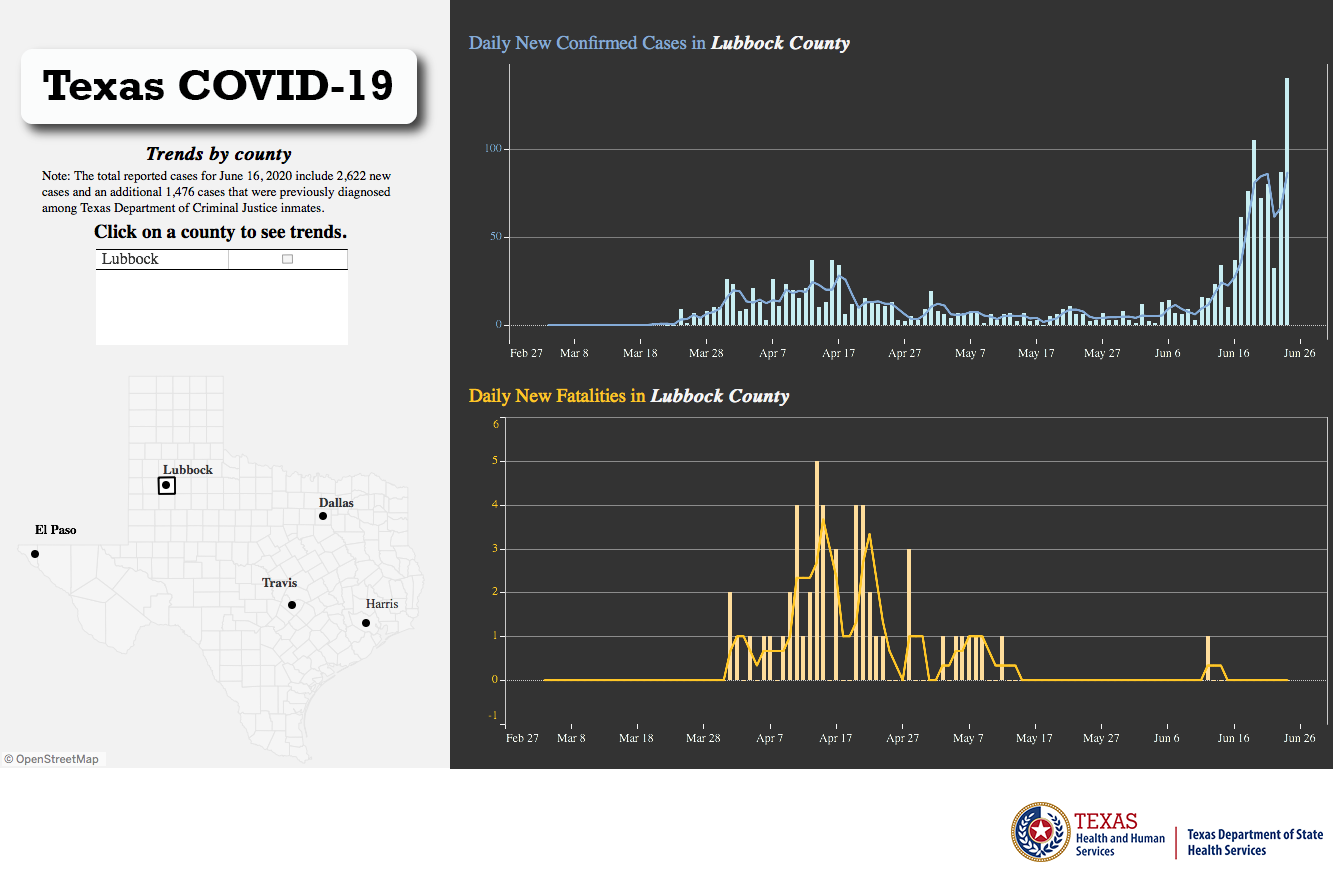 Texas COVID-19
Trends by county
Note: The total reported cases for June 16, 2020 include 2,622 new
cases and an additional 1,476 cases that were previously diagnosed
among Texas Department of Criminal Justice inmates.
Click on a county to see trends.
Lubbock
Lubbock
Dallas
El Paso
Travis
Harris
© OpenStreetMap
Daily New Confirmed Cases in Lubbock County
100
50
0
Feb 27 Mar 8 Mar 18 Mar 28 Apr 7 Apr 17 Apr 27 May 7 May 17 May 27 Jun 6 Jun 16 Jun 26
Daily New Fatalities in Lubbock County
6
5
4
3
2
1
0
-1
Feb 27 Mar 8 Mar 18 Mar 28 Apr 7 Apr 17 Apr 27 May 7 May 17 May 27 Jun 6 Jun 16 Jun 26
TEXAS
Health and Human
Services
Texas Department of State
Health Services